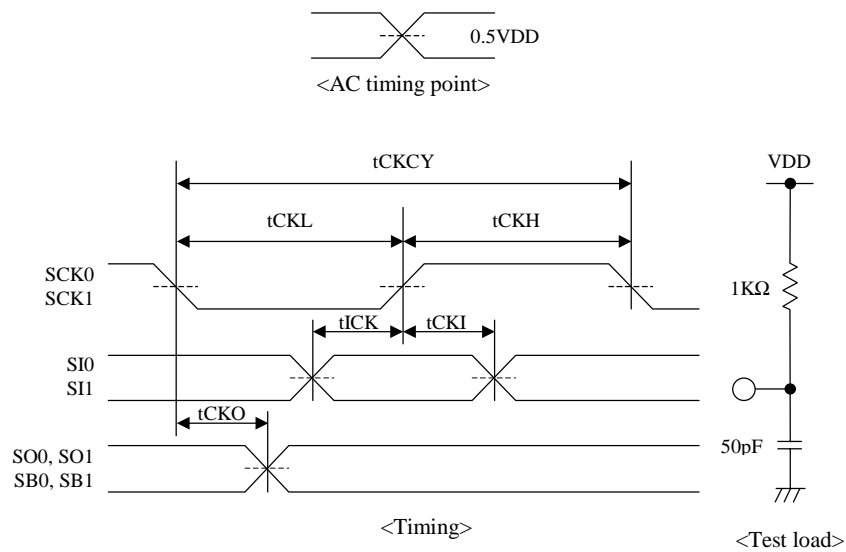 0.5VDD
<AC timing point>
tCKCY
VDD
tCKL
tCKH
SCK0
SCK1
1KΩ
tICK
tCKI
SI0
SI1
tCKO
SO0, SO1
SB0, SB1
50pF
<Timing>
<Test load>